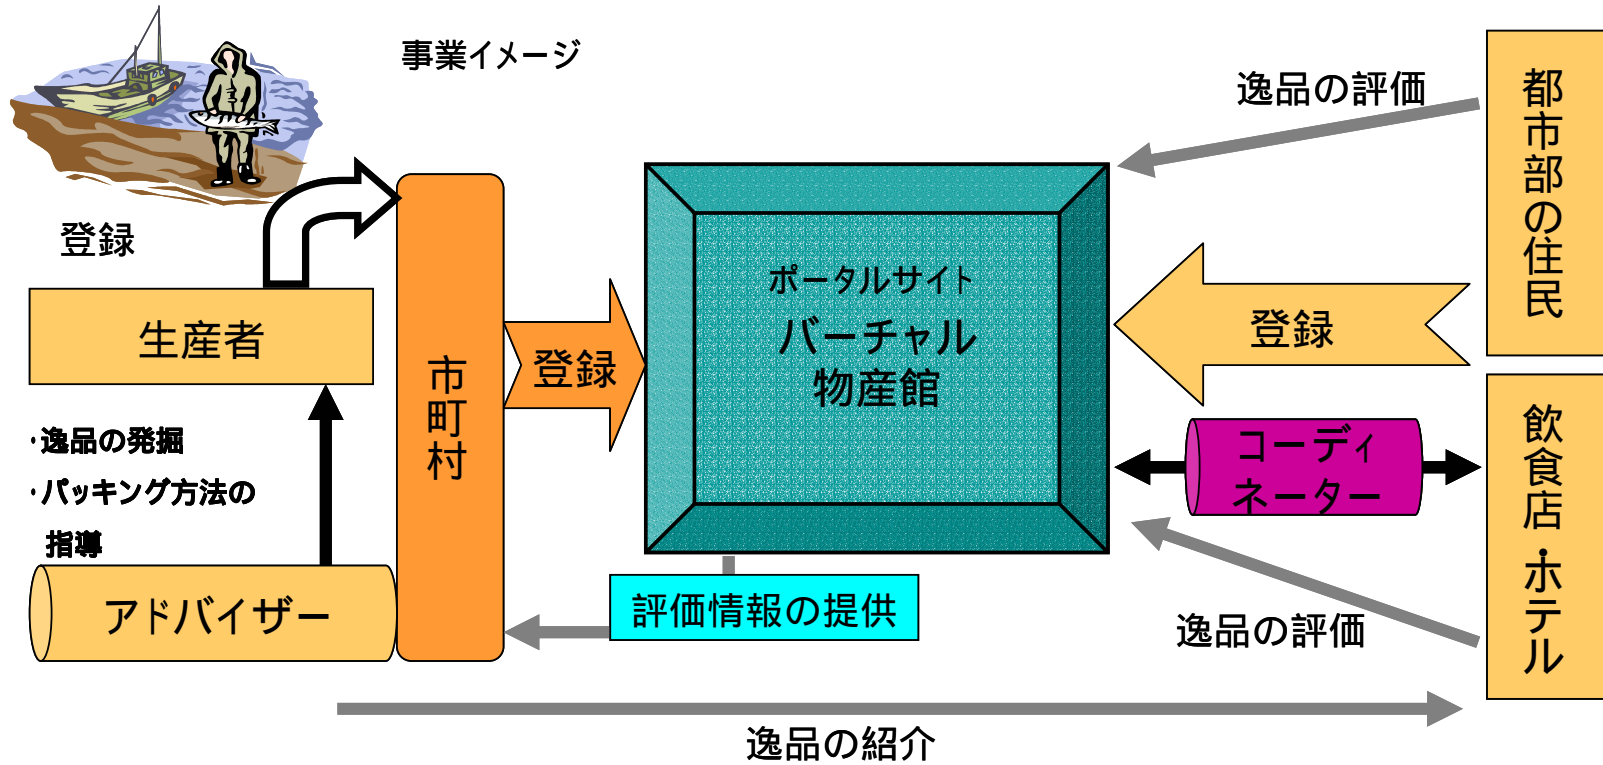 事業イメージ
逸品の評価
都市部の住民
登録
ポータルサイト
バーチャル
物産館
登録
生産者
市町村
登録
・逸品の発掘
・パッキング方法の
指導
コーディ
ネーター
飲食店・ホテル
アドバイザー
評価情報の提供
逸品の評価
逸品の紹介